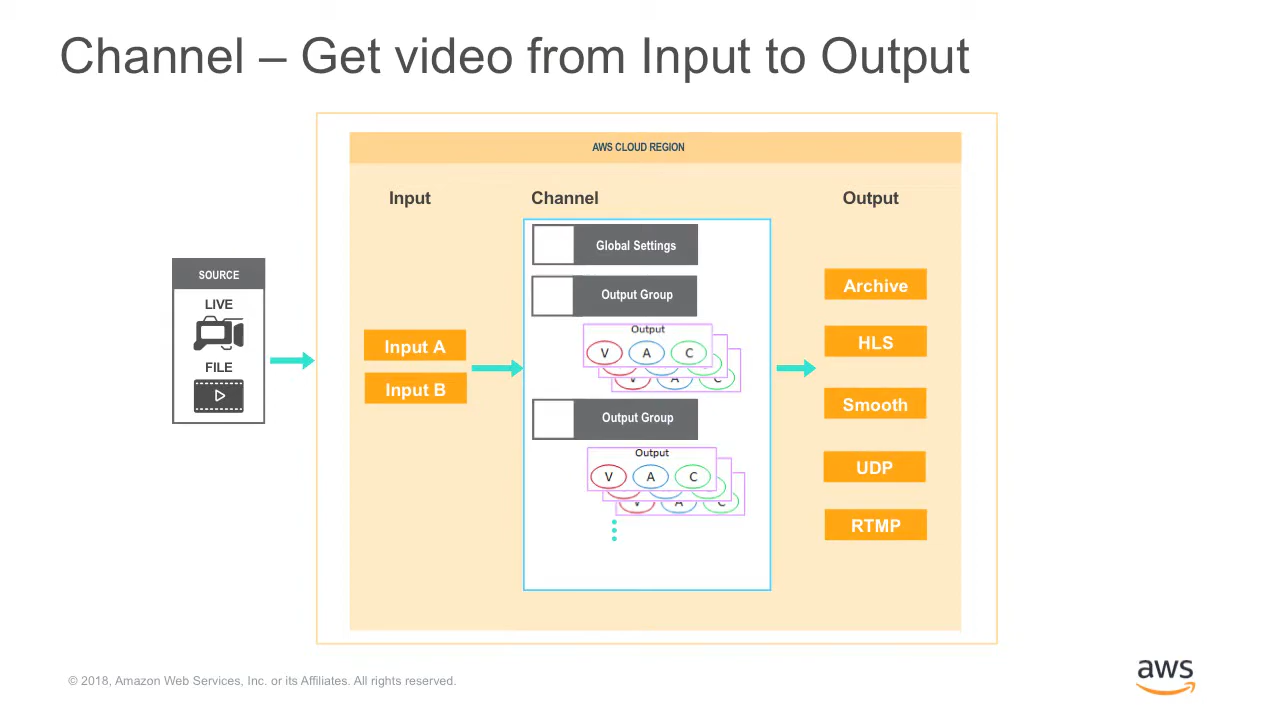 Channel – Get video from Input to Output
AWS CLOUD REGION
Input
Channel
Output
SOURCE
LIVE
FILE
Input A
Input B
Global Settings
Output Group
Output
V A C
V A C
Output Group
Output
V A C
V A C
Archive
HLS
Smooth
UDP
RTMP
© 2018, Amazon Web Services, Inc. or its Affiliates. All rights reserved.
aws